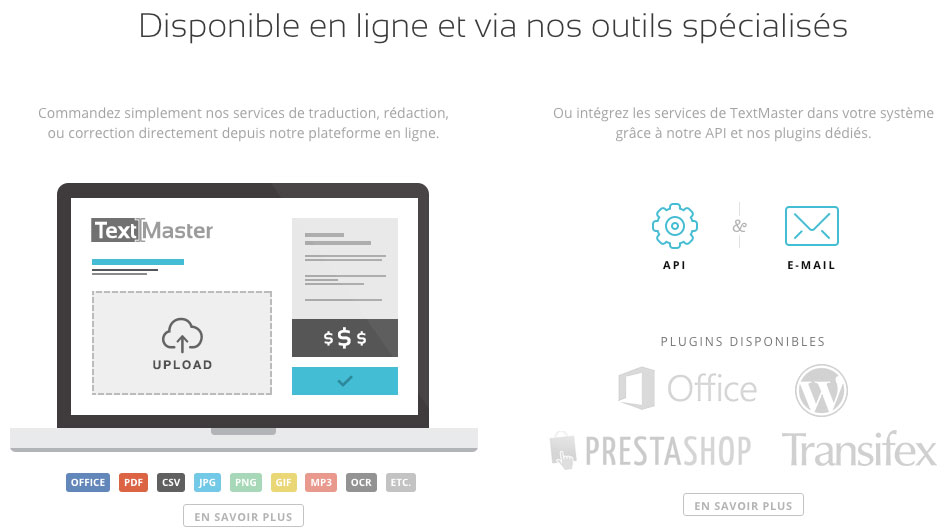 Disponible en ligne et via nos outils spécialisés
Commandez simplement nos services de traduction, rédaction,
ou correction directement depuis notre plateforme en ligne.
TextMaster
UPLOAD
$ $ $
OFFICE PDF CSV JPG PNG GIF MP3 OCR ETC.
EN SAVOIR PLUS
Ou intégrez les services de TextMaster dans votre système
grâce à notre API et nos plugins dédiés.
&
API E-MAIL
PLUGINS DISPONIBLES
Office W
PRESTASHOP Transifex
EN SAVOIR PLUS